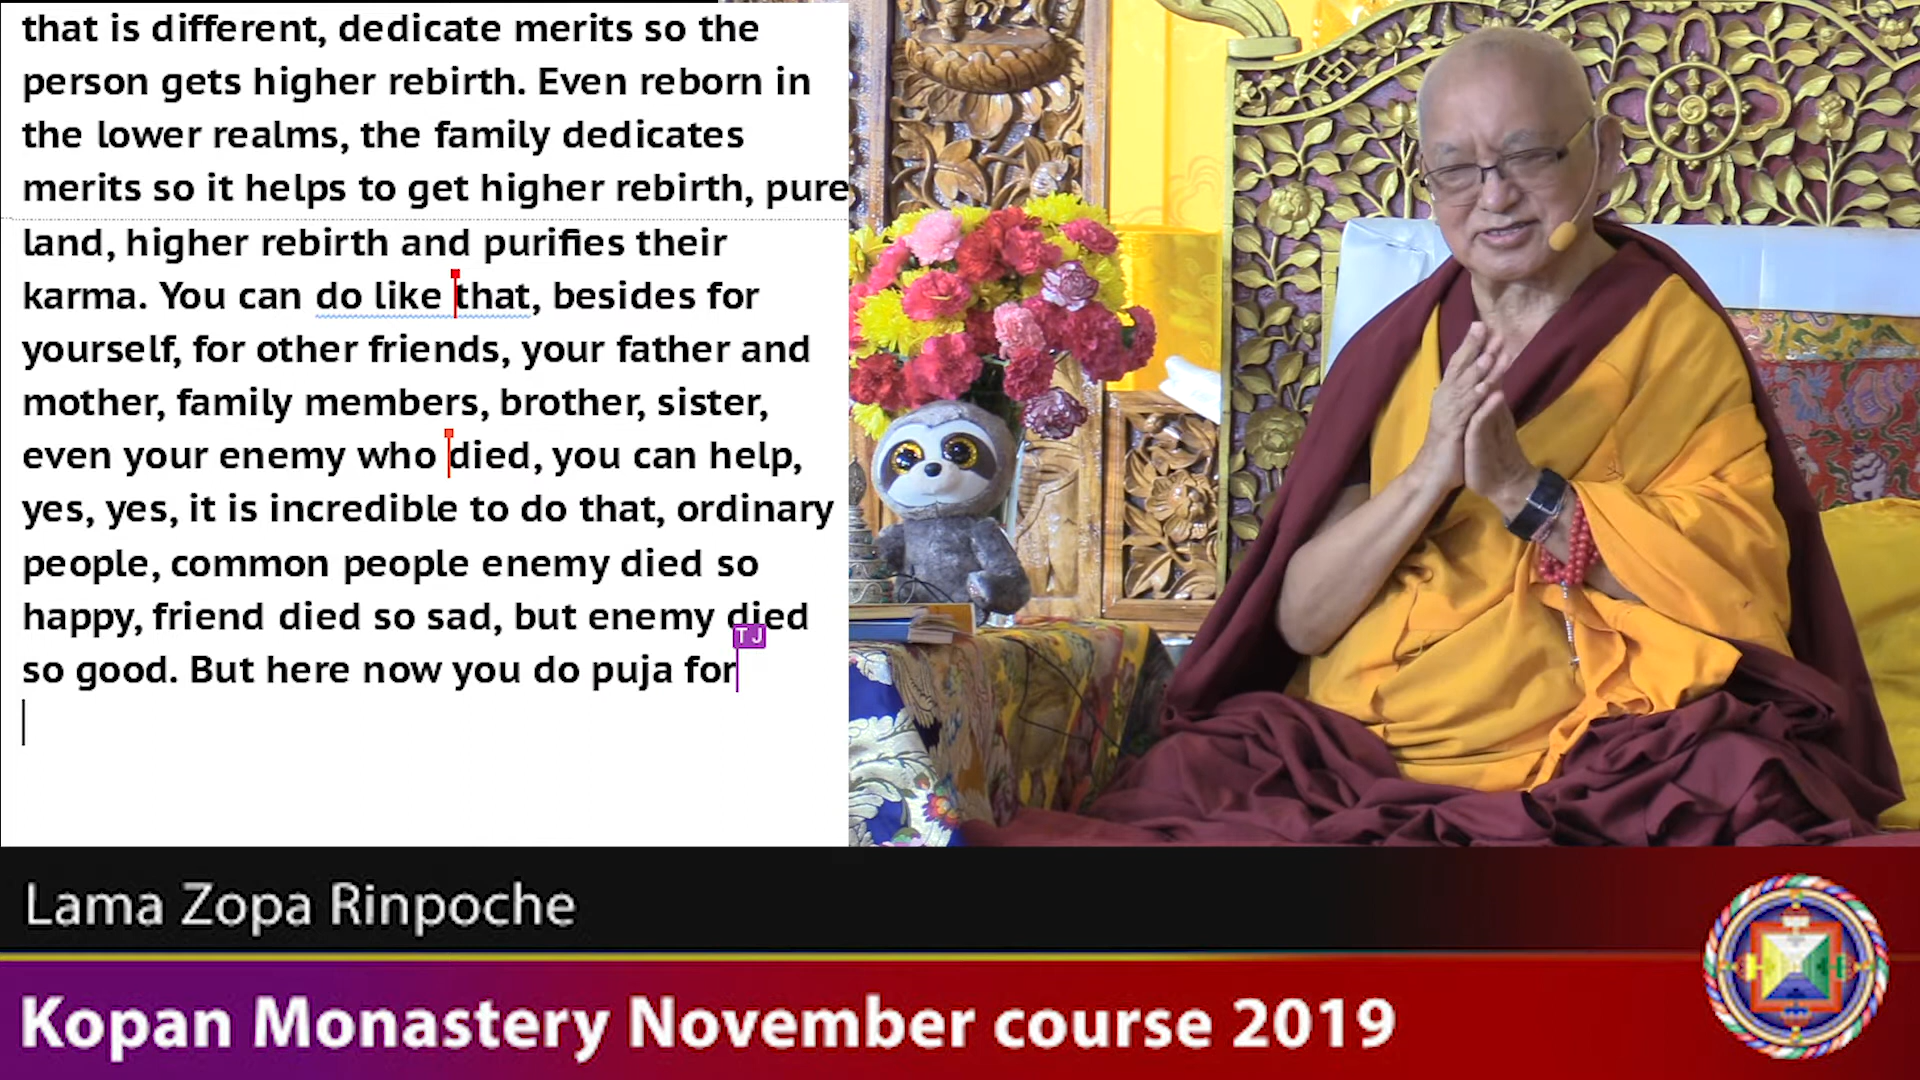 that is different, dedicate merits so the
person gets higher rebirth. Even reborn in
the lower realms, the family dedicates
merits so it helps to get higher rebirth, pure
land, higher rebirth and purifies their
karma. You can do like that, besides for
yourself, for other friends, your father and
mother, family members, brother, sister,
even your enemy who died, you can help,
yes, yes, it is incredible to do that, ordinary
people, common people enemy died so
happy, friend died so sad, but enemy died
TJ
so good. But here now you do puja for
Lama Zopa Rinpoche
Kopan Monastery November course 2019